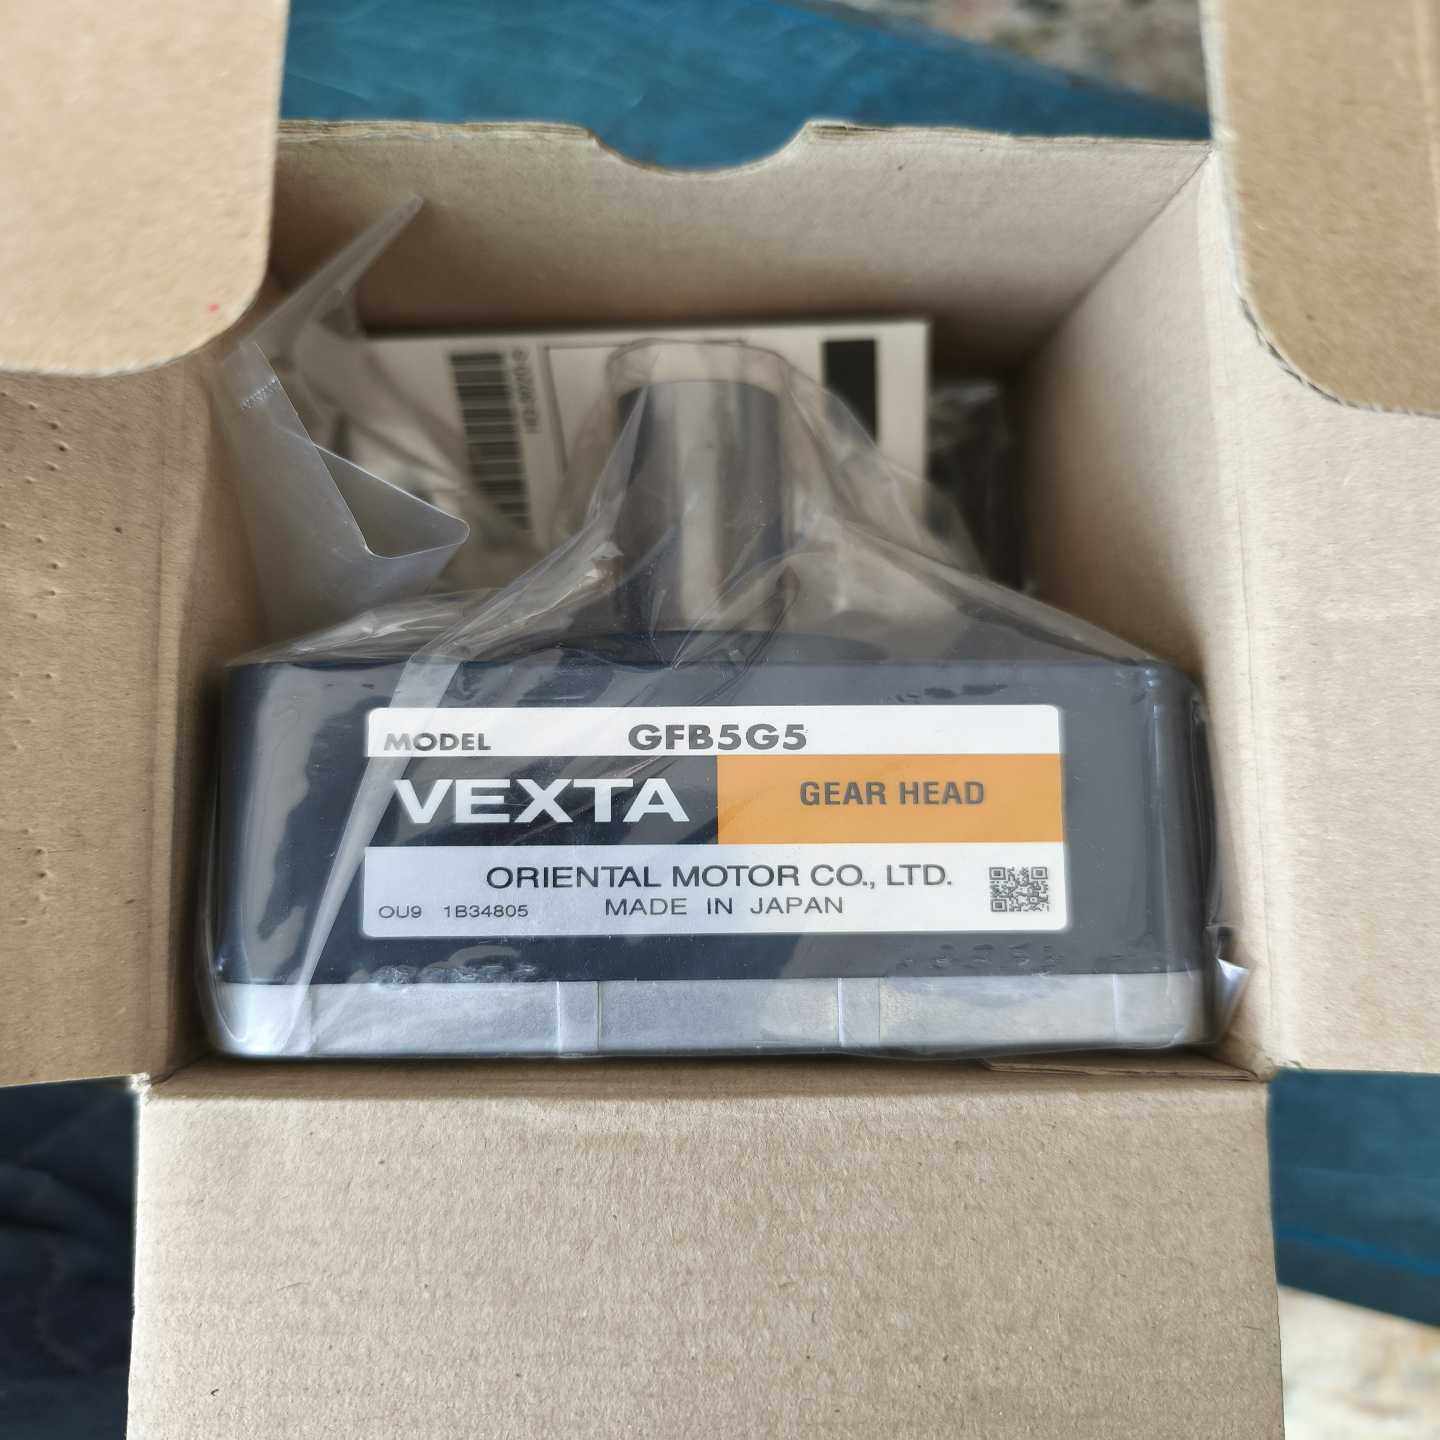 MODEL GFB5G5
VEXTA GEAR HEAD
ORIENTAL MOTOR CO., LTD.
OU9 1B34805 MADE IN JAPAN